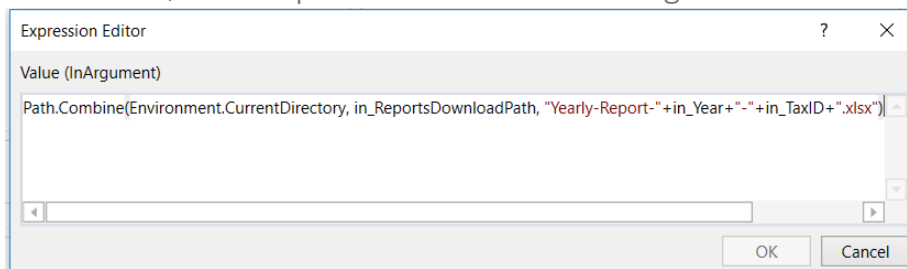 Expression Editor ? ×
Value (InArgument)
Path.Combine(Environment.CurrentDirectory, in_ReportsDownloadPath, "Yearly-Report-"+in_Year+"-"+in_TaxID+".xlsx")
OK Cancel